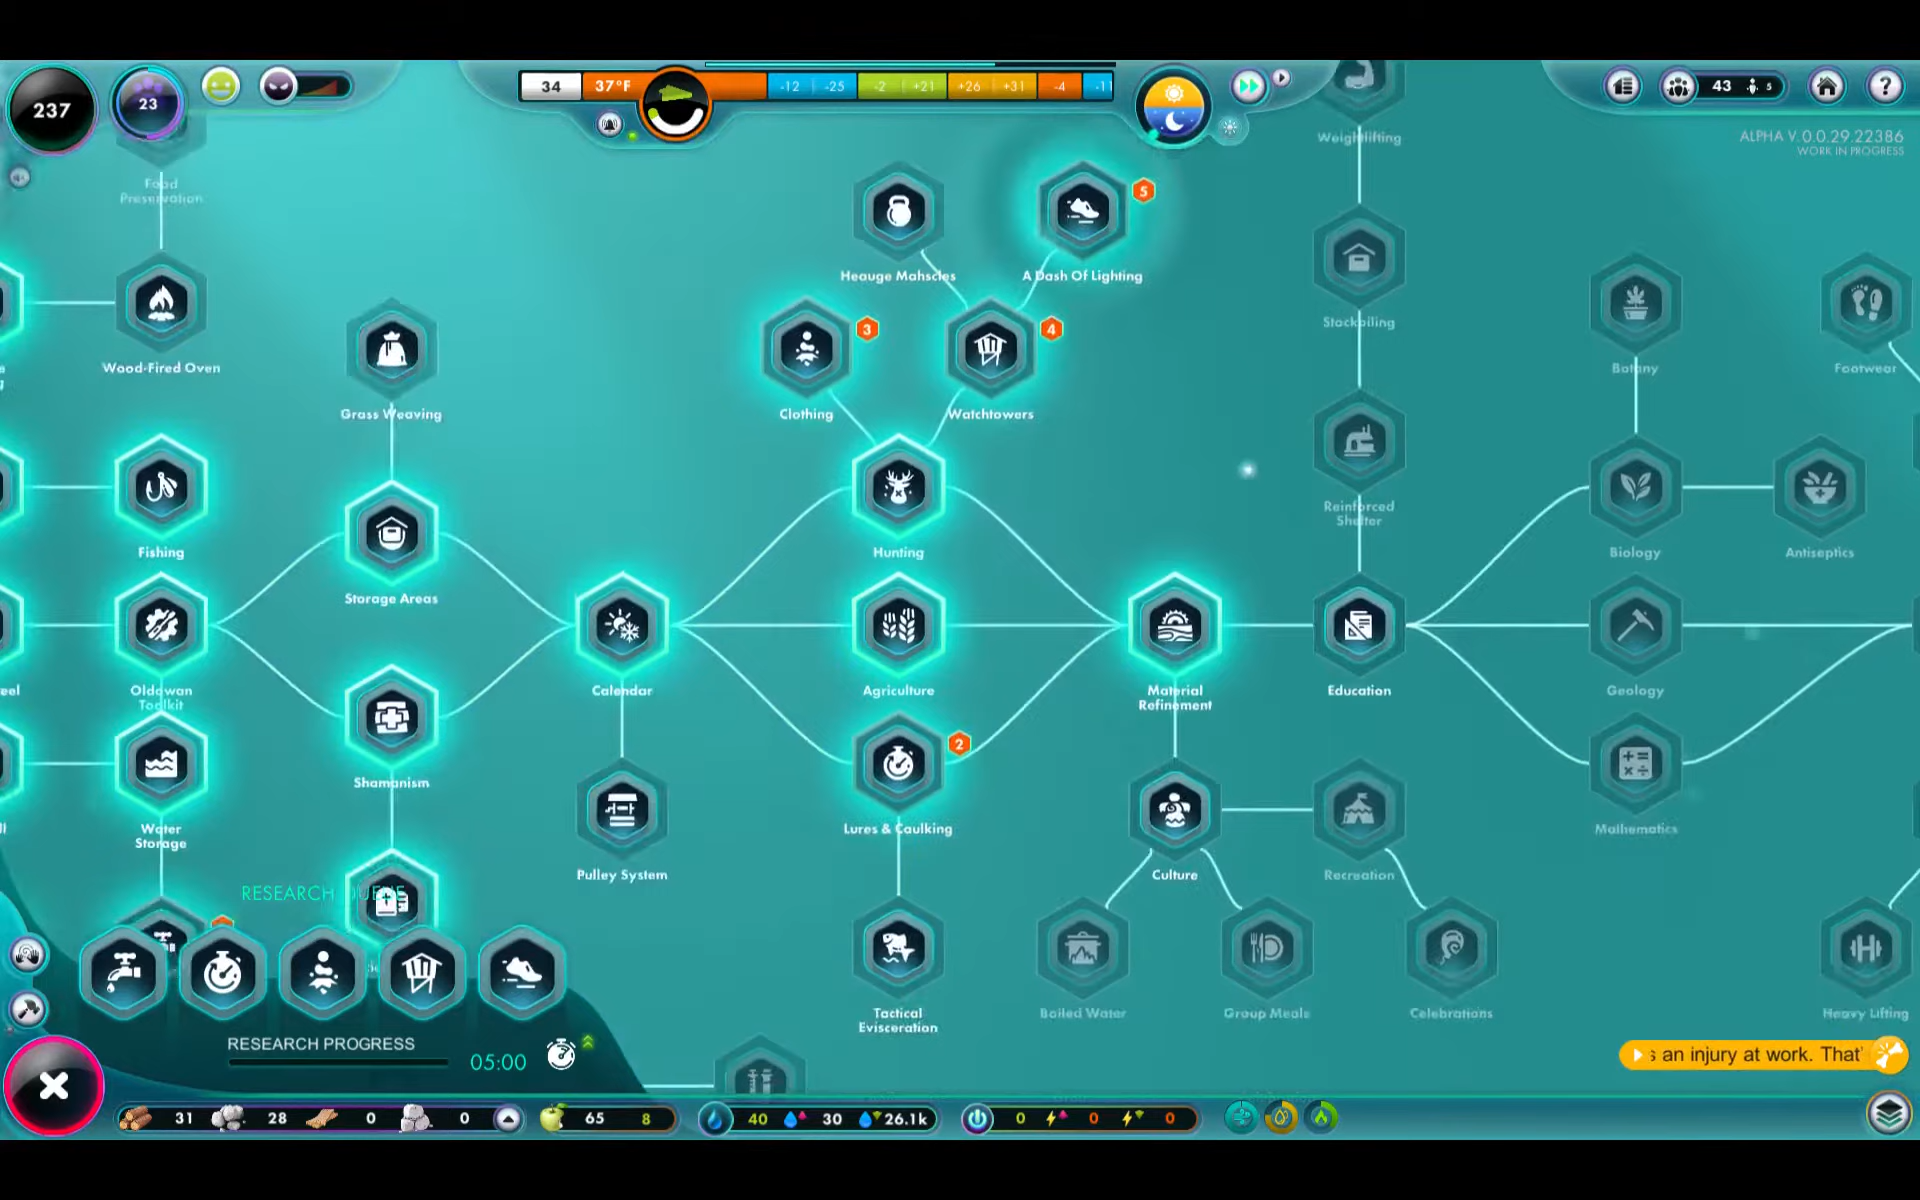 237
23
34
37°F
-12
-25
-2
+21
+26
+31
-4
-11
43
5
ALPHA V.0.0.29.22386
WORK IN PROGRESS
Weightlifting
Food
Preservation
5
Heauge Mahscles
A Dash Of Lighting
Stockpiling
3
4
Wood-Fired Oven
Botany
Footwear
Grass Weaving
Clothing
Watchtowers
Reinforced
Shelter
Fishing
Hunting
Biology
Antiseptics
Storage Areas
Oldowan
Toolkit
Calendar
Agriculture
Material
Refinement
Education
Geology
2
Shamanism
Water
Storage
Lures & Caulking
Mathematics
Pulley System
Culture
Recreation
RESEARCH QUEUE
Tactical
Evisceration
Boiled Water
Group Meals
Celebrations
Heavy Lifting
RESEARCH PROGRESS
05:00
s an injury at work. That'
31
28
0
0
65
8
40
30
26.1k
0
0
0